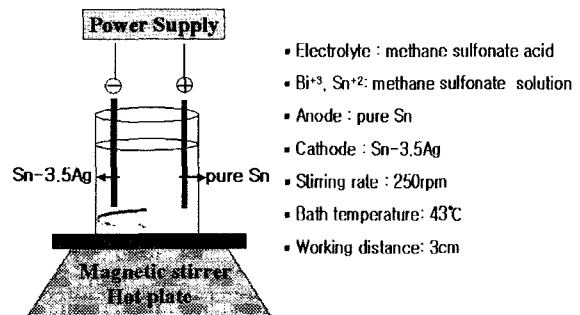 Power Supply
⊖ ⊕
Sn-3.5Ag
pure Sn
Magnetic stirrer
Hot plate
▪ Electrolyte : methane sulfonate acid
▪ Bi⁺³, Sn⁺²: methane sulfonate solution
▪ Anode : pure Sn
▪ Cathode : Sn-3.5Ag
▪ Stirring rate : 250rpm
▪ Bath temperature: 43℃
▪ Working distance: 3cm